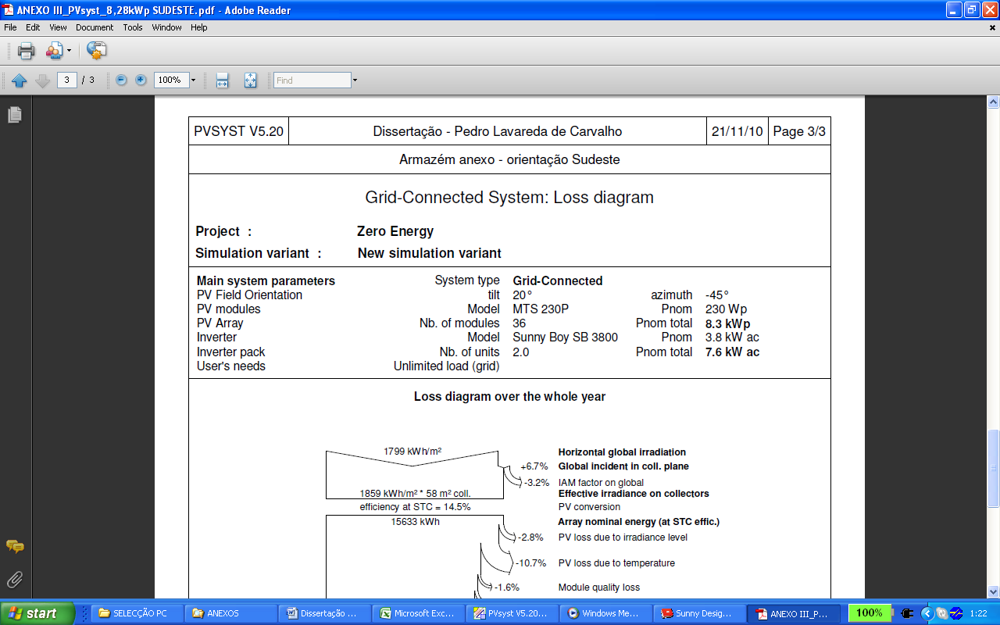 ANEXO III_PVsyst_8,28kWp SUDESTE.pdf - Adobe Reader
File Edit View Document Tools Window Help
3 / 3 100% Find
PVSYST V5.20 Dissertação - Pedro Lavareda de Carvalho 21/11/10 Page 3/3
Armazém anexo - orientação Sudeste
Grid-Connected System: Loss diagram
Project : Zero Energy
Simulation variant : New simulation variant
Main system parameters System type Grid-Connected
PV Field Orientation tilt 20° azimuth -45°
PV modules Model MTS 230P Pnom 230 Wp
PV Array Nb. of modules 36 Pnom total 8.3 kWp
Inverter Model Sunny Boy SB 3800 Pnom 3.8 kW ac
Inverter pack Nb. of units 2.0 Pnom total 7.6 kW ac
User's needs Unlimited load (grid)
Loss diagram over the whole year
1799 kWh/m² Horizontal global irradiation
+6.7% Global incident in coll. plane
-3.2% IAM factor on global
1859 kWh/m² * 58 m² coll. Effective irradiance on collectors
efficiency at STC = 14.5% PV conversion
15633 kWh Array nominal energy (at STC effic.)
-2.8% PV loss due to irradiance level
-10.7% PV loss due to temperature
-1.6% Module quality loss
start SELECÇÃO PC ANEXOS Dissertação ... Microsoft Exc... PVsyst V5.20... Windows Me... Sunny Desig... ANEXO III_P... 100% 1:22